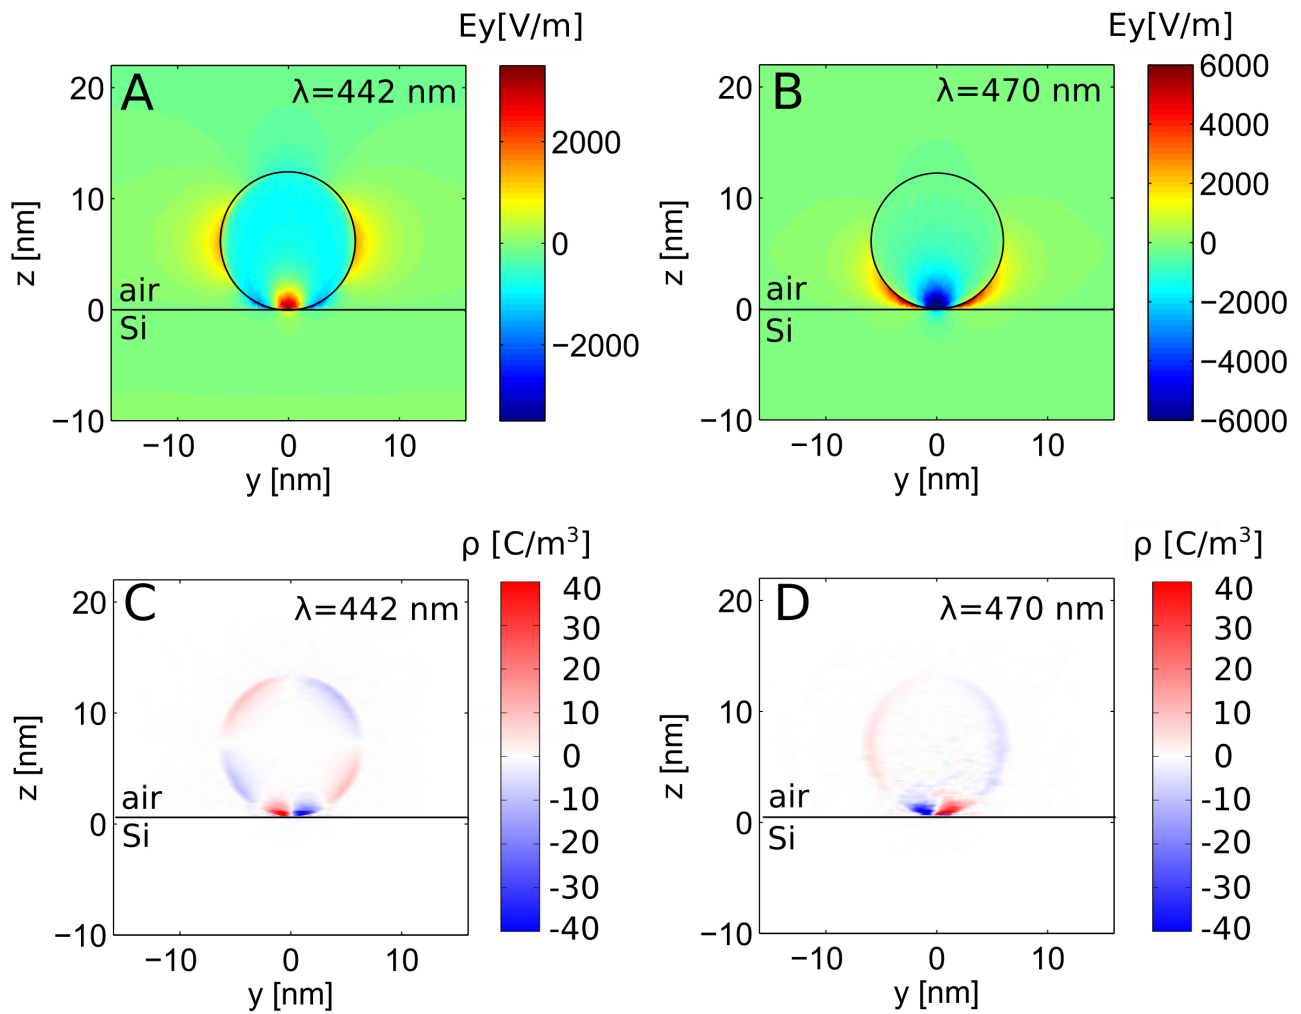 Ey[V/m]
A
λ=442 nm
20
10
0
−10
z [nm]
air
Si
−10
0
10
y [nm]
2000
0
−2000
Ey[V/m]
B
λ=470 nm
20
10
0
−10
z [nm]
air
Si
−10
0
10
y [nm]
6000
4000
2000
0
−2000
−4000
−6000
ρ [C/m³]
C
λ=442 nm
20
10
0
−10
z [nm]
air
Si
−10
0
10
y [nm]
40
30
20
10
0
-10
-20
-30
-40
ρ [C/m³]
D
λ=470 nm
20
10
0
−10
z [nm]
air
Si
−10
0
10
y [nm]
40
30
20
10
0
-10
-20
-30
-40